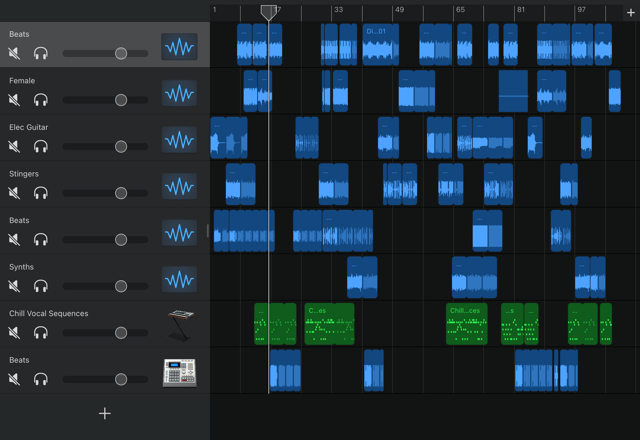 1 17 33 49 65 81 97
Beats
Di...01
Female
Elec Guitar
Stingers
Beats
Synths
Chill Vocal Sequences
C...es
Chill...ces
...s
Beats